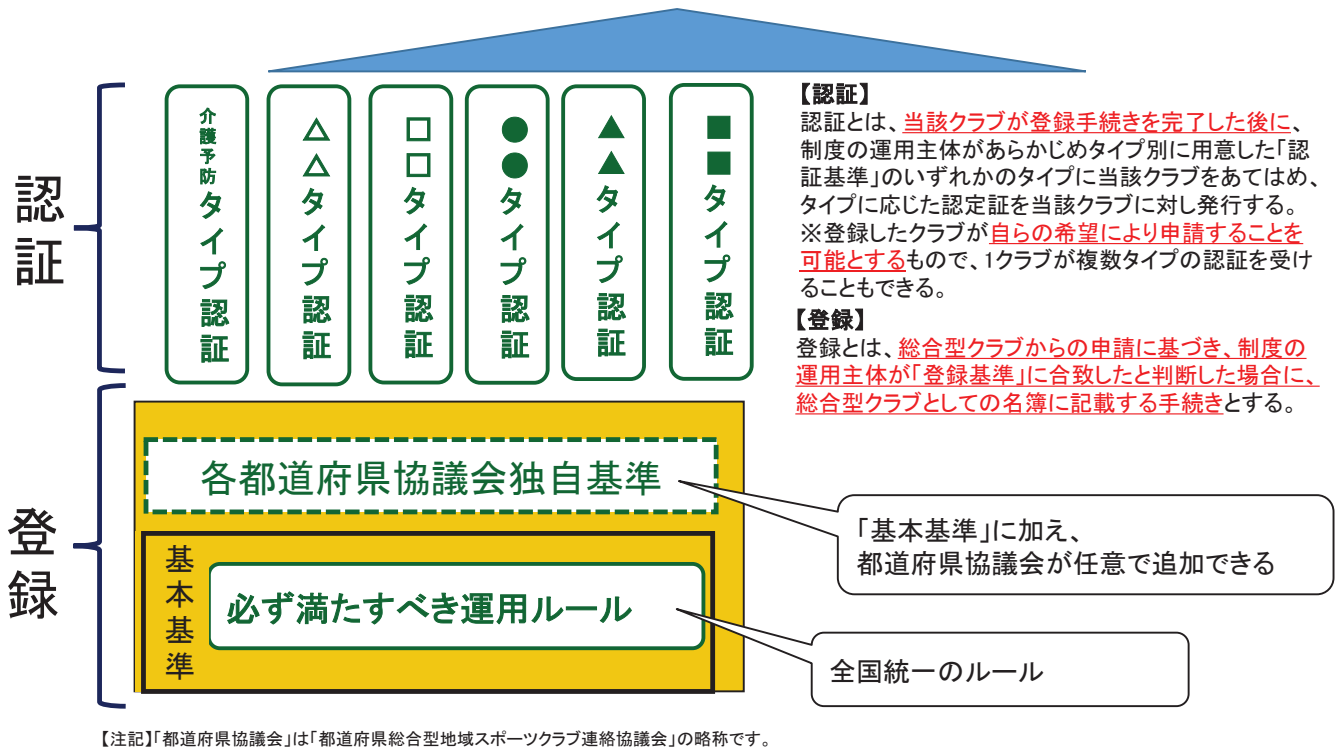 認証
介護予防タイプ認証
△△タイプ認証
□□タイプ認証
●●タイプ認証
▲▲タイプ認証
■■タイプ認証
【認証】
認証とは、当該クラブが登録手続きを完了した後に、
制度の運用主体があらかじめタイプ別に用意した「認
証基準」のいずれかのタイプに当該クラブをあてはめ、
タイプに応じた認定証を当該クラブに対し発行する。
※登録したクラブが自らの希望により申請することを
可能とするもので、1クラブが複数タイプの認証を受け
ることもできる。
【登録】
登録とは、総合型クラブからの申請に基づき、制度の
運用主体が「登録基準」に合致したと判断した場合に、
総合型クラブとしての名簿に記載する手続きとする。
登録
各都道府県協議会独自基準
「基本基準」に加え、
都道府県協議会が任意で追加できる
基本基準
必ず満たすべき運用ルール
全国統一のルール
【注記】「都道府県協議会」は「都道府県総合型地域スポーツクラブ連絡協議会」の略称です。